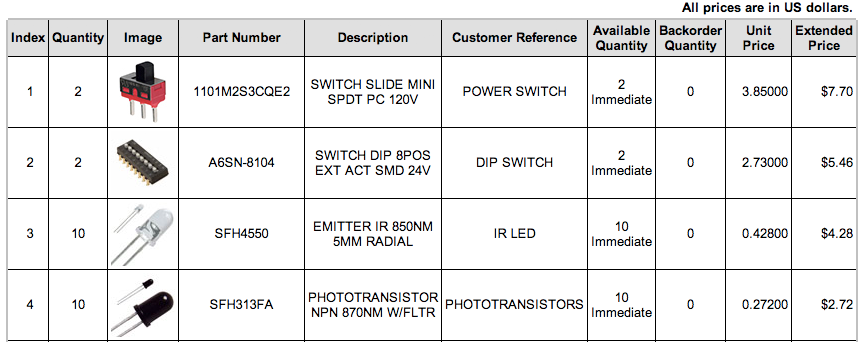 All prices are in US dollars.
Index Quantity Image Part Number Description Customer Reference Available Quantity Backorder Quantity Unit Price Extended Price
1 2 1101M2S3CQE2 SWITCH SLIDE MINI SPDT PC 120V POWER SWITCH 2 Immediate 0 3.85000 $7.70
2 2 A6SN-8104 SWITCH DIP 8POS EXT ACT SMD 24V DIP SWITCH 2 Immediate 0 2.73000 $5.46
3 10 SFH4550 EMITTER IR 850NM 5MM RADIAL IR LED 10 Immediate 0 0.42800 $4.28
4 10 SFH313FA PHOTOTRANSISTOR NPN 870NM W/FLTR PHOTOTRANSISTORS 10 Immediate 0 0.27200 $2.72